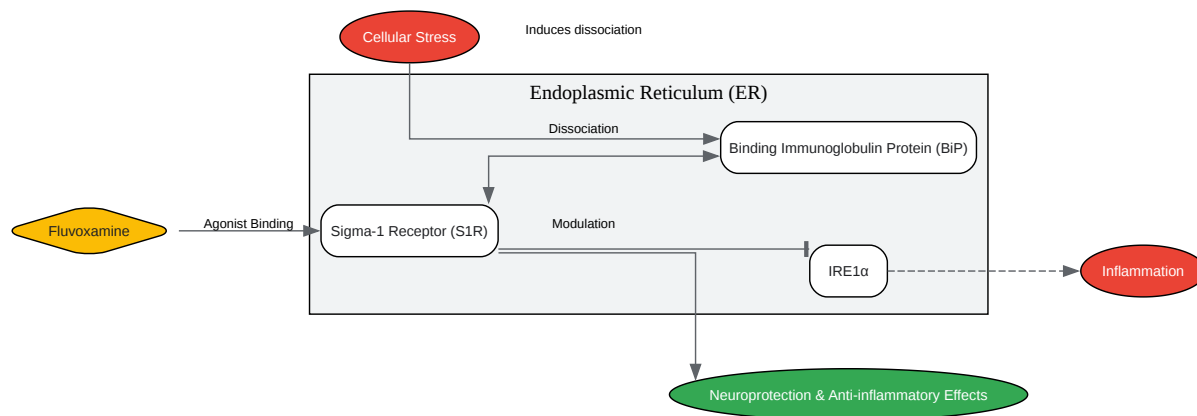 Cellular Stress
Induces dissociation
Endoplasmic Reticulum (ER)
Dissociation
Binding Immunoglobulin Protein (BiP)
Fluvoxamine
Agonist Binding
Sigma-1 Receptor (S1R)
Modulation
IRE1α
Inflammation
Neuroprotection & Anti-inflammatory Effects